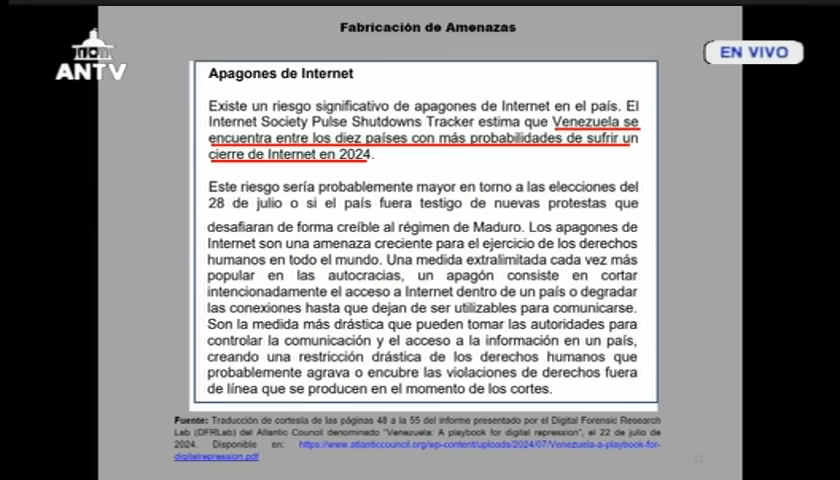 Fabricación de Amenazas
ANTV
EN VIVO
Apagones de Internet
Existe un riesgo significativo de apagones de Internet en el país. El
Internet Society Pulse Shutdowns Tracker estima que Venezuela se
encuentra entre los diez países con más probabilidades de sufrir un
cierre de Internet en 2024.
Este riesgo sería probablemente mayor en torno a las elecciones del
28 de julio o si el país fuera testigo de nuevas protestas que
desafiaran de forma creíble al régimen de Maduro. Los apagones de
Internet son una amenaza creciente para el ejercicio de los derechos
humanos en todo el mundo. Una medida extralimitada cada vez más
popular en las autocracias, un apagón consiste en cortar
intencionadamente el acceso a Internet dentro de un país o degradar
las conexiones hasta que dejan de ser utilizables para comunicarse.
Son la medida más drástica que pueden tomar las autoridades para
controlar la comunicación y el acceso a la información en un país,
creando una restricción drástica de los derechos humanos que
probablemente agrava o encubre las violaciones de derechos fuera
de línea que se producen en el momento de los cortes.
Fuente: Traducción de cortesía de las páginas 48 a la 55 del informe presentado por el Digital Forensic Research
Lab (DFRLab) del Atlantic Council denominado "Venezuela: A playbook for digital repression", el 22 de julio de
2024. Disponible en: https://www.atlanticcouncil.org/wp-content/uploads/2024/07/Venezuela-a-playbook-for-
digitalrepression.pdf